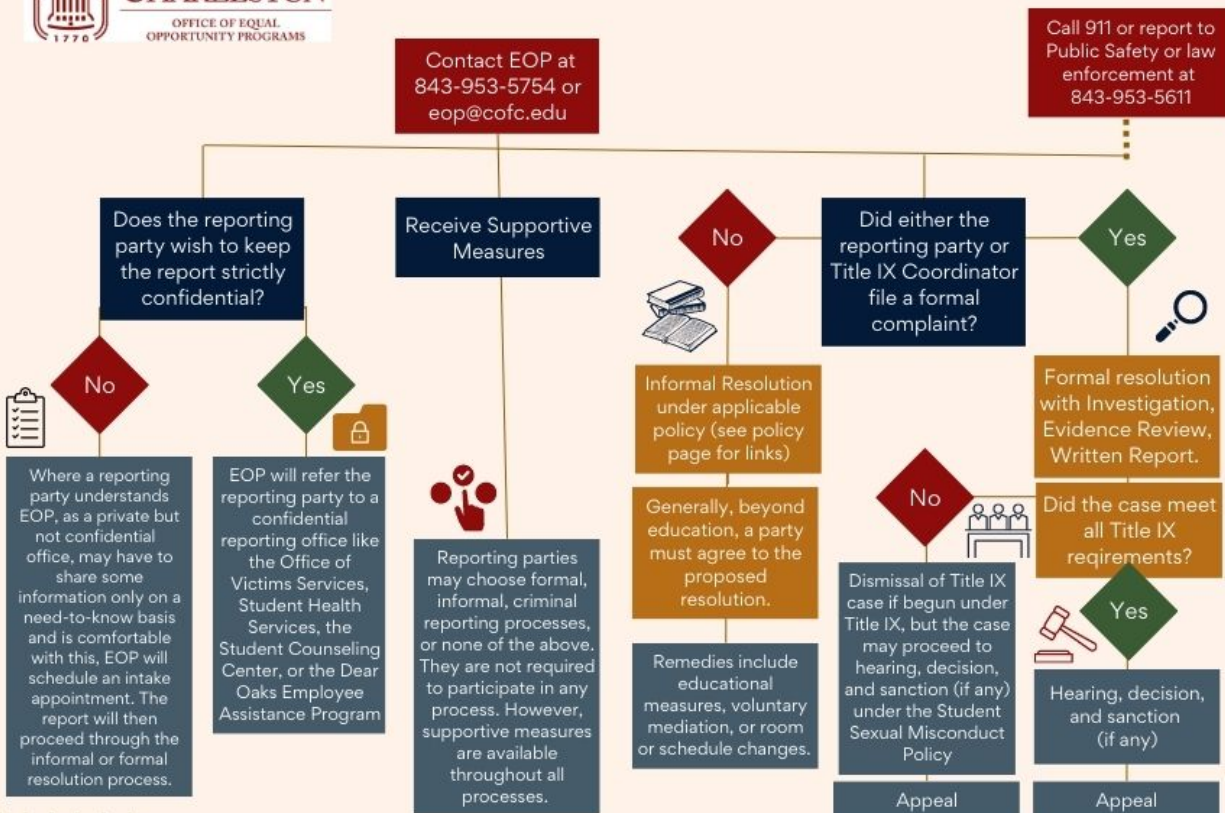 1770
OFFICE OF EQUAL
OPPORTUNITY PROGRAMS
Contact EOP at
843-953-5754 or
eop@cofc.edu
Call 911 or report to
Public Safety or law
enforcement at
843-953-5611
Does the reporting
party wish to keep
the report strictly
confidential?
No
Where a reporting
party understands
EOP, as a private but
not confidential
office, may have to
share some
information only on a
need-to-know basis
and is comfortable
with this, EOP will
schedule an intake
appointment. The
report will then
proceed through the
informal or formal
resolution process.
Yes
EOP will refer the
reporting party to a
confidential
reporting office like
the Office of
Victims Services,
Student Health
Services, the
Student Counseling
Center, or the Dear
Oaks Employee
Assistance Program
Receive Supportive
Measures
Reporting parties
may choose formal,
informal, criminal
reporting processes,
or none of the above.
They are not required
to participate in any
process. However,
supportive measures
are available
throughout all
processes.
Did either the
reporting party or
Title IX Coordinator
file a formal
complaint?
No
Informal Resolution
under applicable
policy (see policy
page for links)
Generally, beyond
education, a party
must agree to the
proposed
resolution.
Remedies include
educational
measures, voluntary
mediation, or room
or schedule changes.
Yes
Formal resolution
with Investigation,
Evidence Review,
Written Report.
Did the case meet
all Title IX
reqirements?
No
Dismissal of Title IX
case if begun under
Title IX, but the case
may proceed to
hearing, decision,
and sanction (if any)
under the Student
Sexual Misconduct
Policy
Appeal
Yes
Hearing, decision,
and sanction
(if any)
Appeal